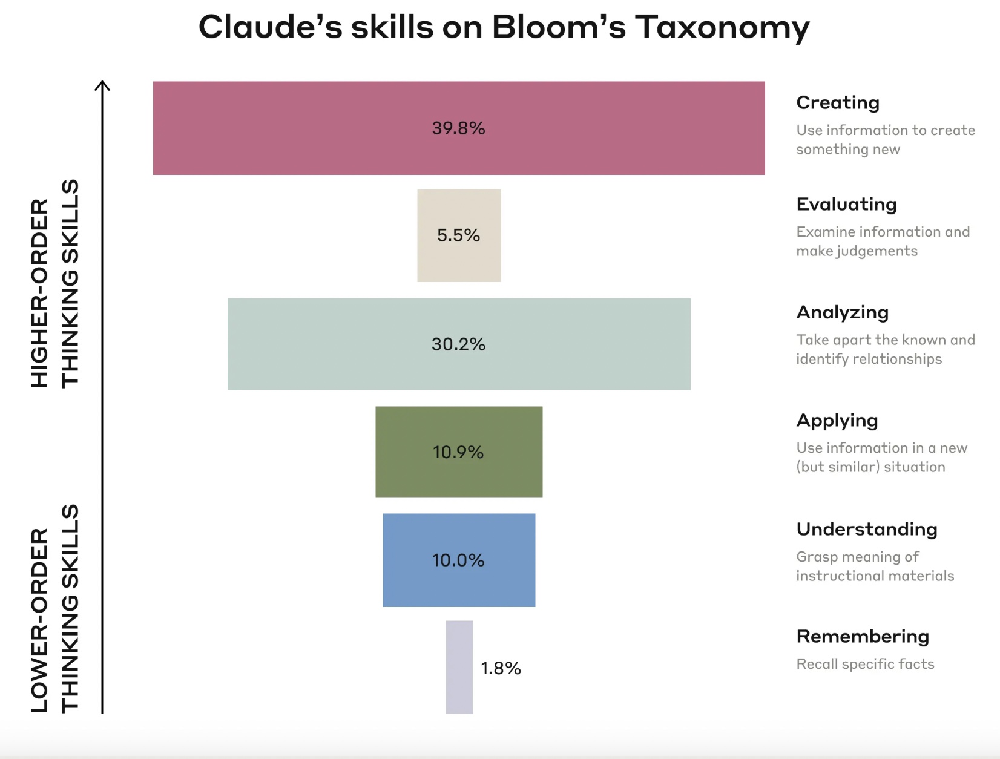 Claude’s skills on Bloom’s Taxonomy
HIGHER-ORDER
THINKING SKILLS
LOWER-ORDER
THINKING SKILLS
39.8%
Creating
Use information to create
something new
5.5%
Evaluating
Examine information and
make judgements
30.2%
Analyzing
Take apart the known and
identify relationships
10.9%
Applying
Use information in a new
(but similar) situation
10.0%
Understanding
Grasp meaning of
instructional materials
1.8%
Remembering
Recall specific facts